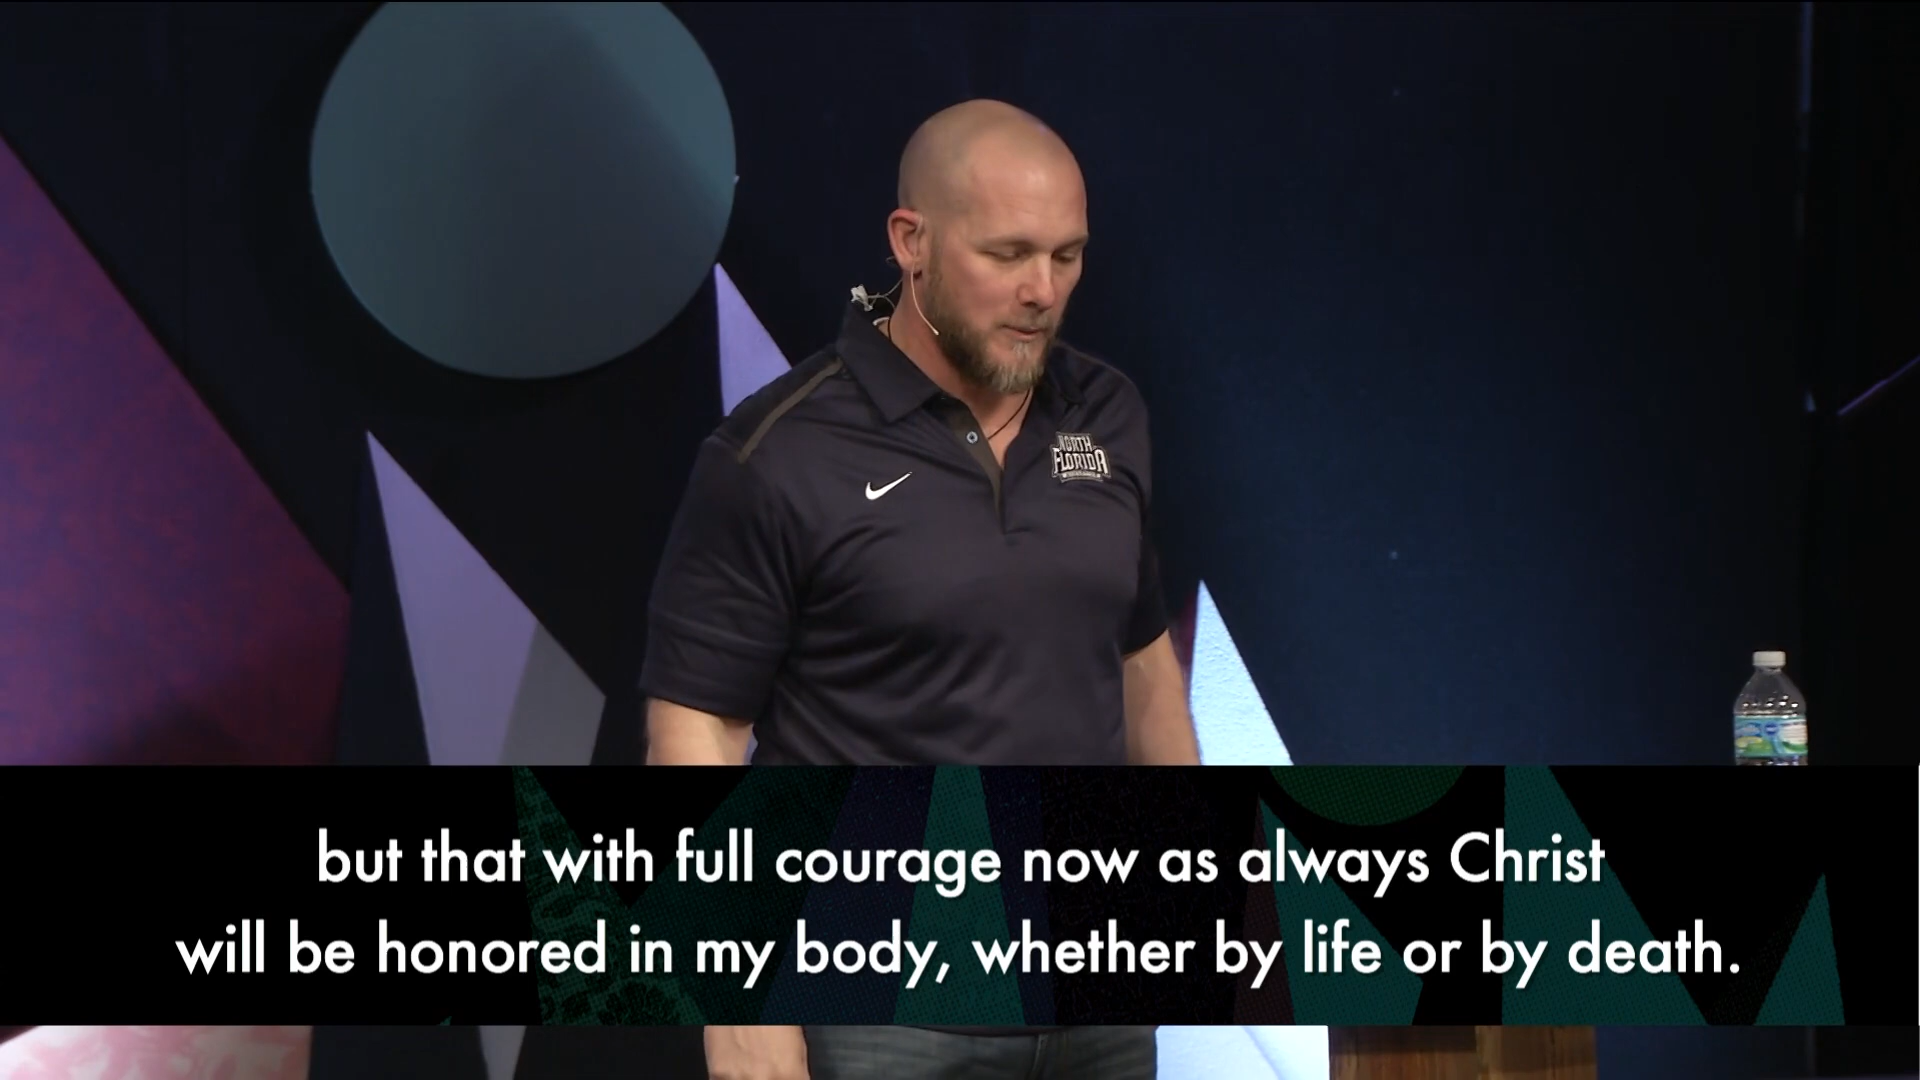 NORTH
FLORIDA
but that with full courage now as always Christ
will be honored in my body, whether by life or by death.